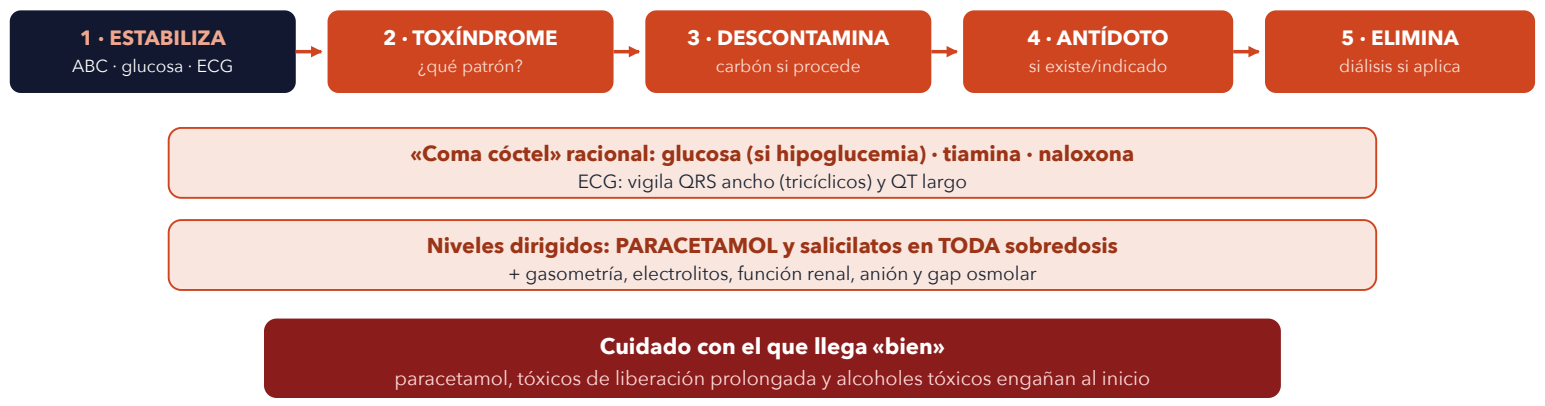 1 · ESTABILIZA
ABC · glucosa · ECG
2 · TOXÍNDROME
¿qué patrón?
3 · DESCONTAMINA
carbón si procede
4 · ANTÍDOTO
si existe/indicado
5 · ELIMINA
diálisis si aplica
«Coma cóctel» racional: glucosa (si hipoglucemia) · tiamina · naloxona
ECG: vigila QRS ancho (tricíclicos) y QT largo
Niveles dirigidos: PARACETAMOL y salicilatos en TODA sobredosis
+ gasometría, electrolitos, función renal, anión y gap osmolar
Cuidado con el que llega «bien»
paracetamol, tóxicos de liberación prolongada y alcoholes tóxicos engañan al inicio